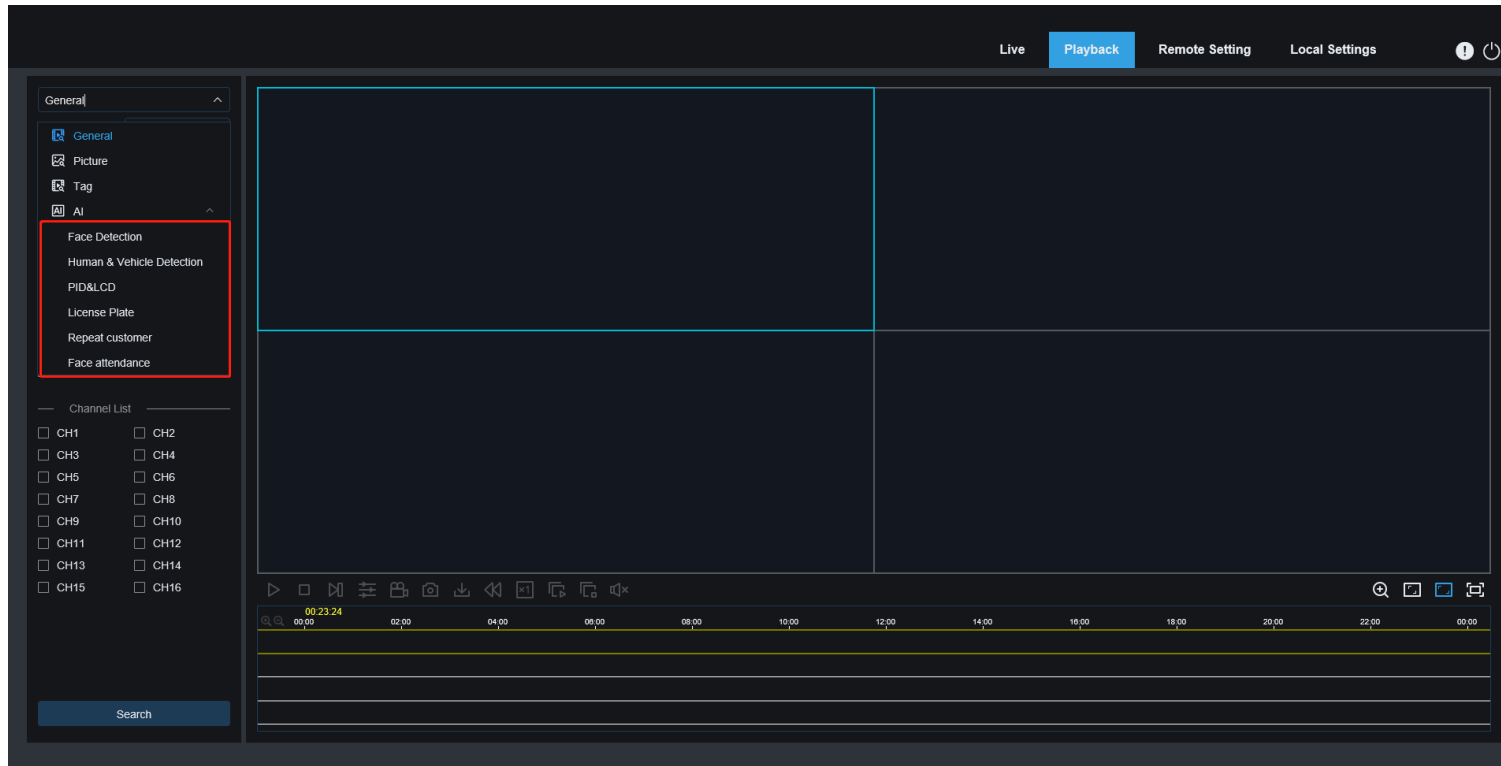 Live Playback Remote Setting Local Settings
General
General
Picture
Tag
AI AI
Face Detection
Human & Vehicle Detection
PID&LCD
License Plate
Repeat customer
Face attendance
Channel List
CH1 CH2
CH3 CH4
CH5 CH6
CH7 CH8
CH9 CH10
CH11 CH12
CH13 CH14
CH15 CH16
Search
×1
00:23:24
00:00 02:00 04:00 06:00 08:00 10:00 12:00 14:00 16:00 18:00 20:00 22:00 00:00